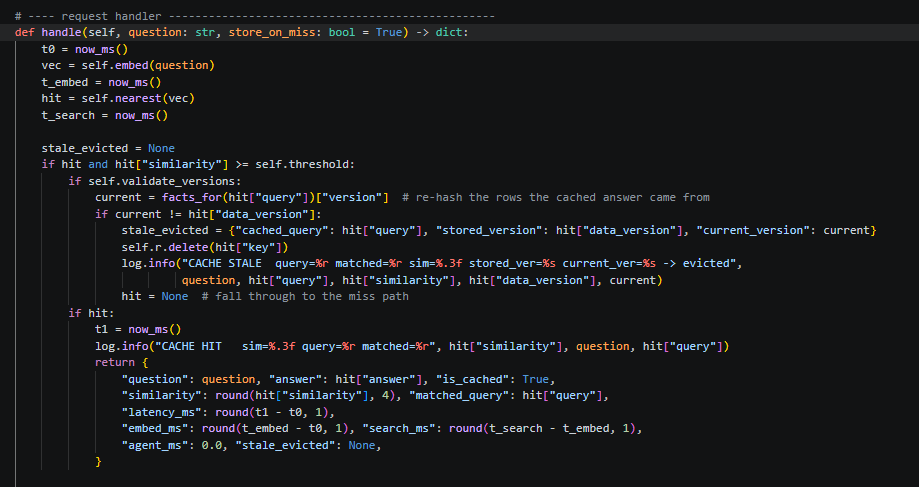 # ---- request handler --------------------------------------------------
def handle(self, question: str, store_on_miss: bool = True) -> dict:
    t0 = now_ms()
    vec = self.embed(question)
    t_embed = now_ms()
    hit = self.nearest(vec)
    t_search = now_ms()

    stale_evicted = None
    if hit and hit["similarity"] >= self.threshold:
        if self.validate_versions:
            current = facts_for(hit["query"])["version"]  # re-hash the rows the cached answer came from
            if current != hit["data_version"]:
                stale_evicted = {"cached_query": hit["query"], "stored_version": hit["data_version"], "current_version": current}
                self.r.delete(hit["key"])
                log.info("CACHE STALE  query=%r matched=%r sim=%.3f stored_ver=%s current_ver=%s -> evicted",
                         question, hit["query"], hit["similarity"], hit["data_version"], current)
                hit = None  # fall through to the miss path
        if hit:
            t1 = now_ms()
            log.info("CACHE HIT   sim=%.3f query=%r matched=%r", hit["similarity"], question, hit["query"])
            return {
                "question": question, "answer": hit["answer"], "is_cached": True,
                "similarity": round(hit["similarity"], 4), "matched_query": hit["query"],
                "latency_ms": round(t1 - t0, 1),
                "embed_ms": round(t_embed - t0, 1), "search_ms": round(t_search - t_embed, 1),
                "agent_ms": 0.0, "stale_evicted": None,
            }